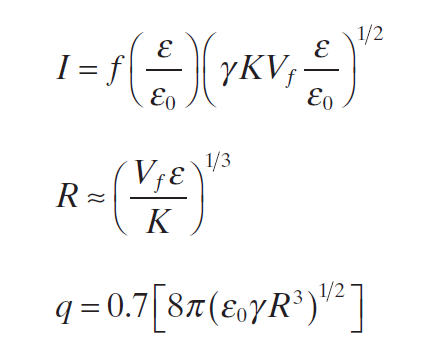 I = f(ε/ε₀)(γKV_f ε/ε₀)^{1/2}
R ≈ (V_f ε/K)^{1/3}
q = 0.7[8π(ε₀γR³)^{1/2}]